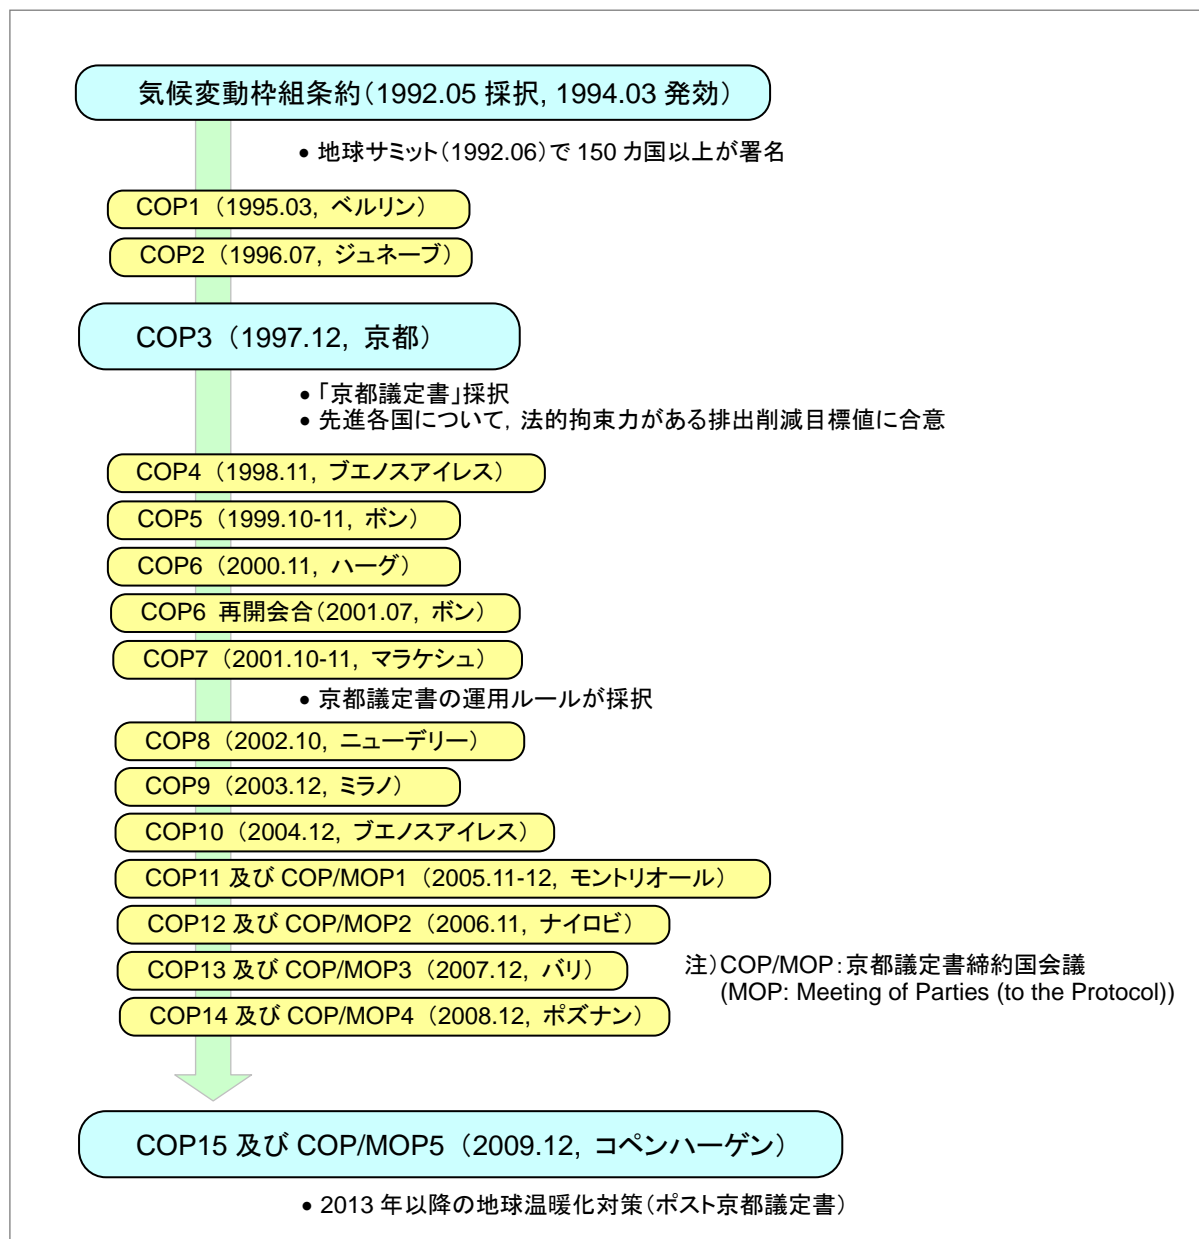 気候変動枠組条約(1992.05 採択, 1994.03 発効)
• 地球サミット(1992.06)で 150 カ国以上が署名
COP1 (1995.03, ベルリン)
COP2 (1996.07, ジュネーブ)
COP3 (1997.12, 京都)
• 「京都議定書」採択
• 先進各国について, 法的拘束力がある排出削減目標値に合意
COP4 (1998.11, ブエノスアイレス)
COP5 (1999.10-11, ボン)
COP6 (2000.11, ハーグ)
COP6 再開会合(2001.07, ボン)
COP7 (2001.10-11, マラケシュ)
• 京都議定書の運用ルールが採択
COP8 (2002.10, ニューデリー)
COP9 (2003.12, ミラノ)
COP10 (2004.12, ブエノスアイレス)
COP11 及び COP/MOP1 (2005.11-12, モントリオール)
COP12 及び COP/MOP2 (2006.11, ナイロビ)
COP13 及び COP/MOP3 (2007.12, バリ)
注)COP/MOP:京都議定書締約国会議
(MOP: Meeting of Parties (to the Protocol))
COP14 及び COP/MOP4 (2008.12, ポズナン)
COP15 及び COP/MOP5 (2009.12, コペンハーゲン)
• 2013 年以降の地球温暖化対策(ポスト京都議定書)